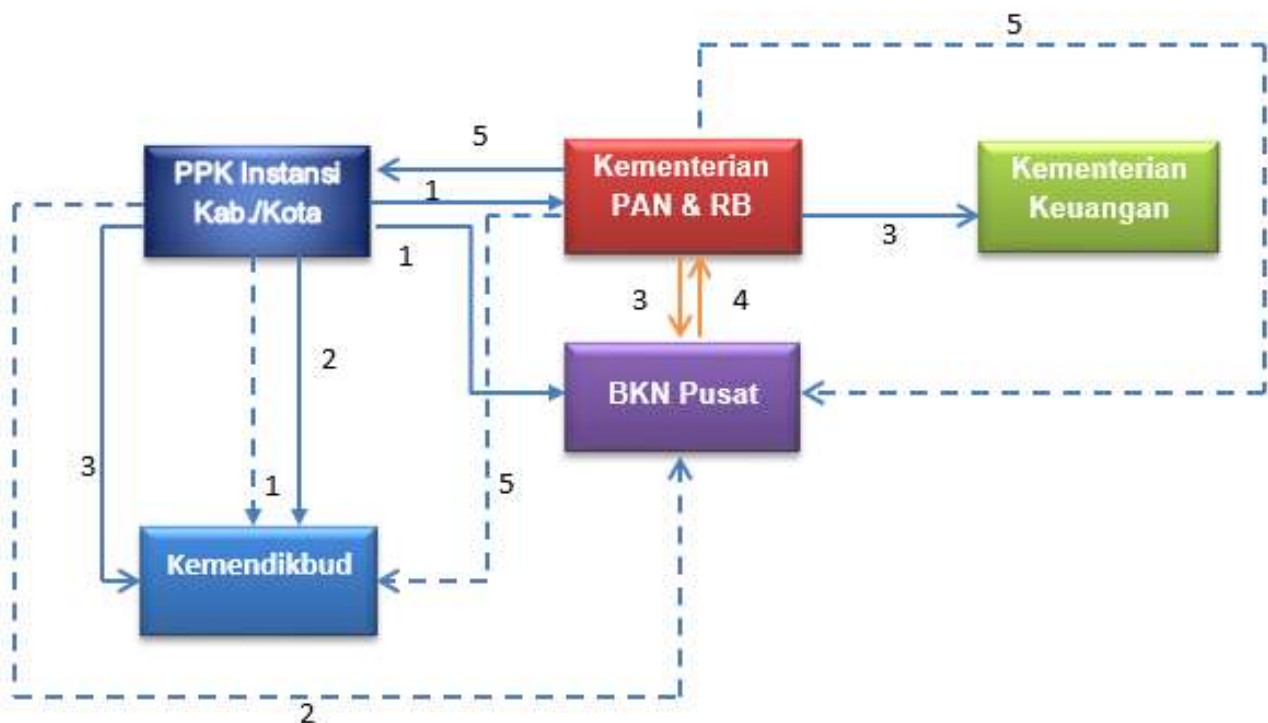 5
5
PPK Instansi
Kab./Kota
1
1
Kementerian
PAN & RB
3
Kementerian
Keuangan
3
4
2
BKN Pusat
3
1
5
Kemendikbud
2